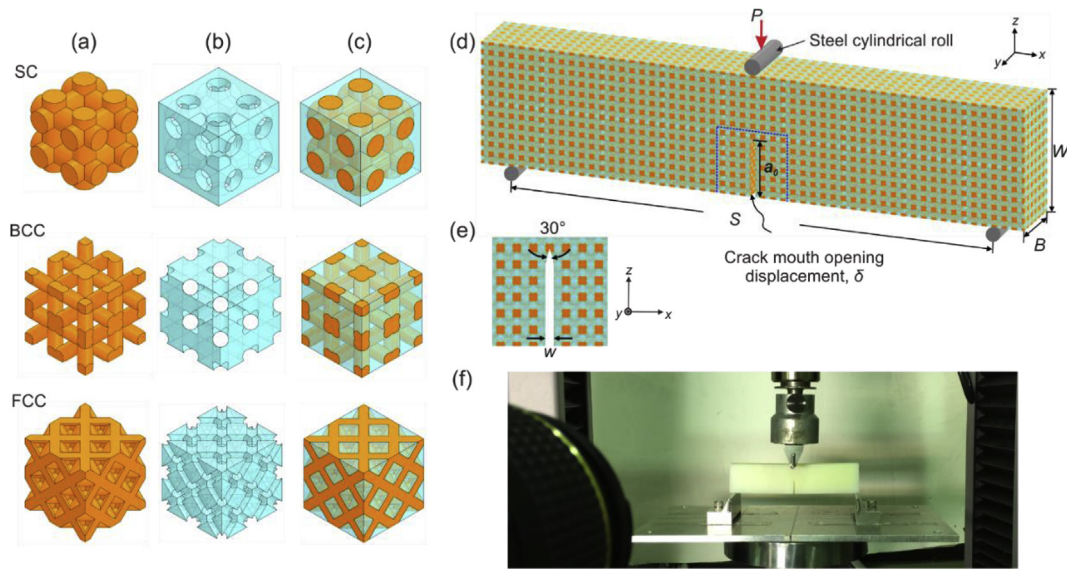 (a)
(b)
(c)
SC
BCC
FCC
(d)
P
Steel cylindrical roll
z
x
y
W
a₀
S
B
Crack mouth opening
displacement, δ
(e)
30°
w
z
y
x
(f)